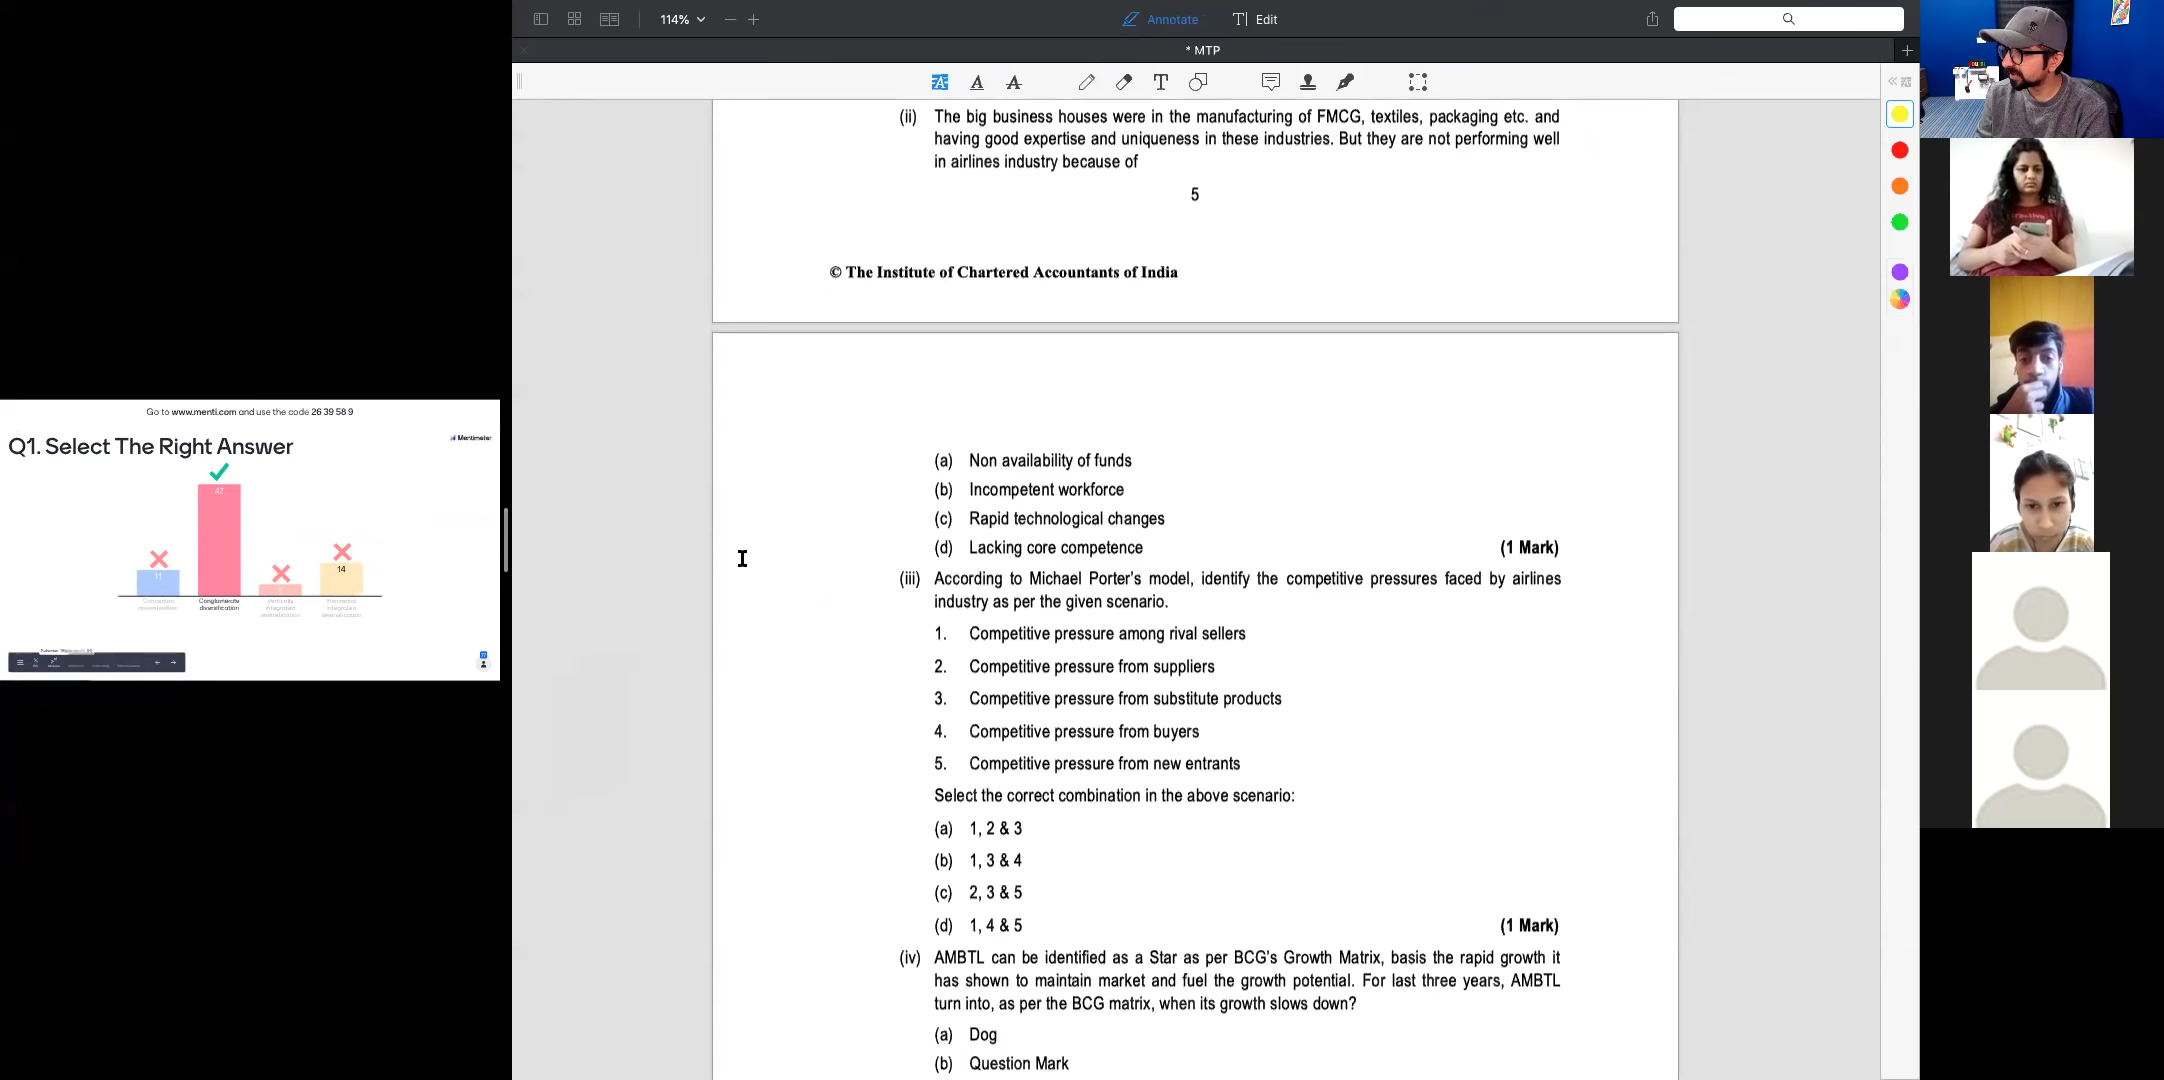 114%
Annotate
Edit
* MTP
(ii) The big business houses were in the manufacturing of FMCG, textiles, packaging etc. and
having good expertise and uniqueness in these industries. But they are not performing well
in airlines industry because of
5
© The Institute of Chartered Accountants of India
(a) Non availability of funds
(b) Incompetent workforce
(c) Rapid technological changes
(d) Lacking core competence (1 Mark)
(iii) According to Michael Porter's model, identify the competitive pressures faced by airlines
industry as per the given scenario.
1. Competitive pressure among rival sellers
2. Competitive pressure from suppliers
3. Competitive pressure from substitute products
4. Competitive pressure from buyers
5. Competitive pressure from new entrants
Select the correct combination in the above scenario:
(a) 1, 2 & 3
(b) 1, 3 & 4
(c) 2, 3 & 5
(d) 1, 4 & 5 (1 Mark)
(iv) AMBTL can be identified as a Star as per BCG's Growth Matrix, basis the rapid growth it
has shown to maintain market and fuel the growth potential. For last three years, AMBTL
turn into, as per the BCG matrix, when its growth slows down?
(a) Dog
(b) Question Mark
Go to www.menti.com and use the code 26 39 58 9
Mentimeter
Q1. Select The Right Answer
47
11
14
Conglomerate
diversification